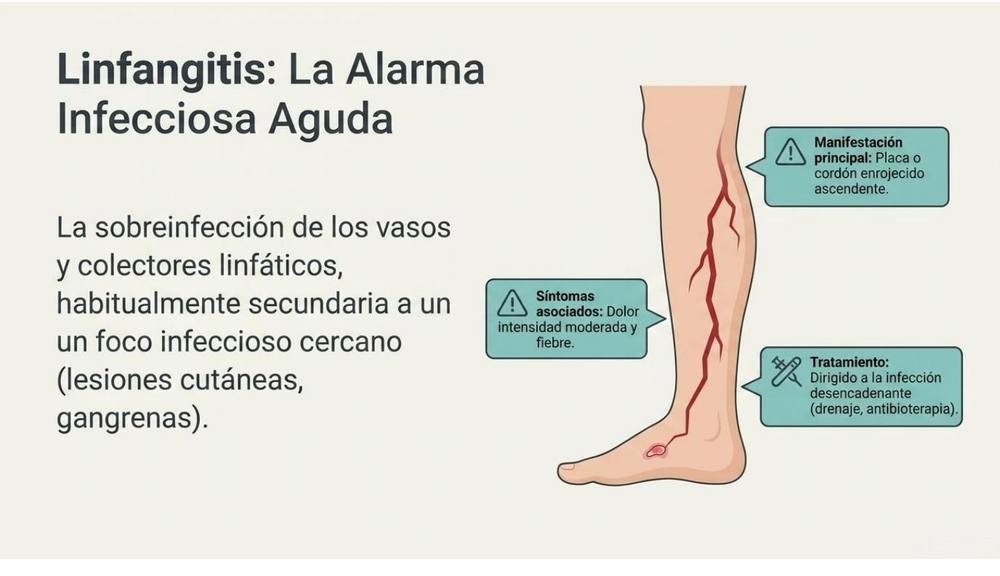 Linfangitis: La Alarma
Infecciosa Aguda
La sobreinfección de los vasos
y colectores linfáticos,
habitualmente secundaria a un
un foco infeccioso cercano
(lesiones cutáneas,
gangrenas).
Manifestación
principal: Placa o
cordón enrojecido
ascendente.
Síntomas
asociados: Dolor
intensidad moderada y
fiebre.
Tratamiento:
Dirigido a la infección
desencadenante
(drenaje, antibioterapia).